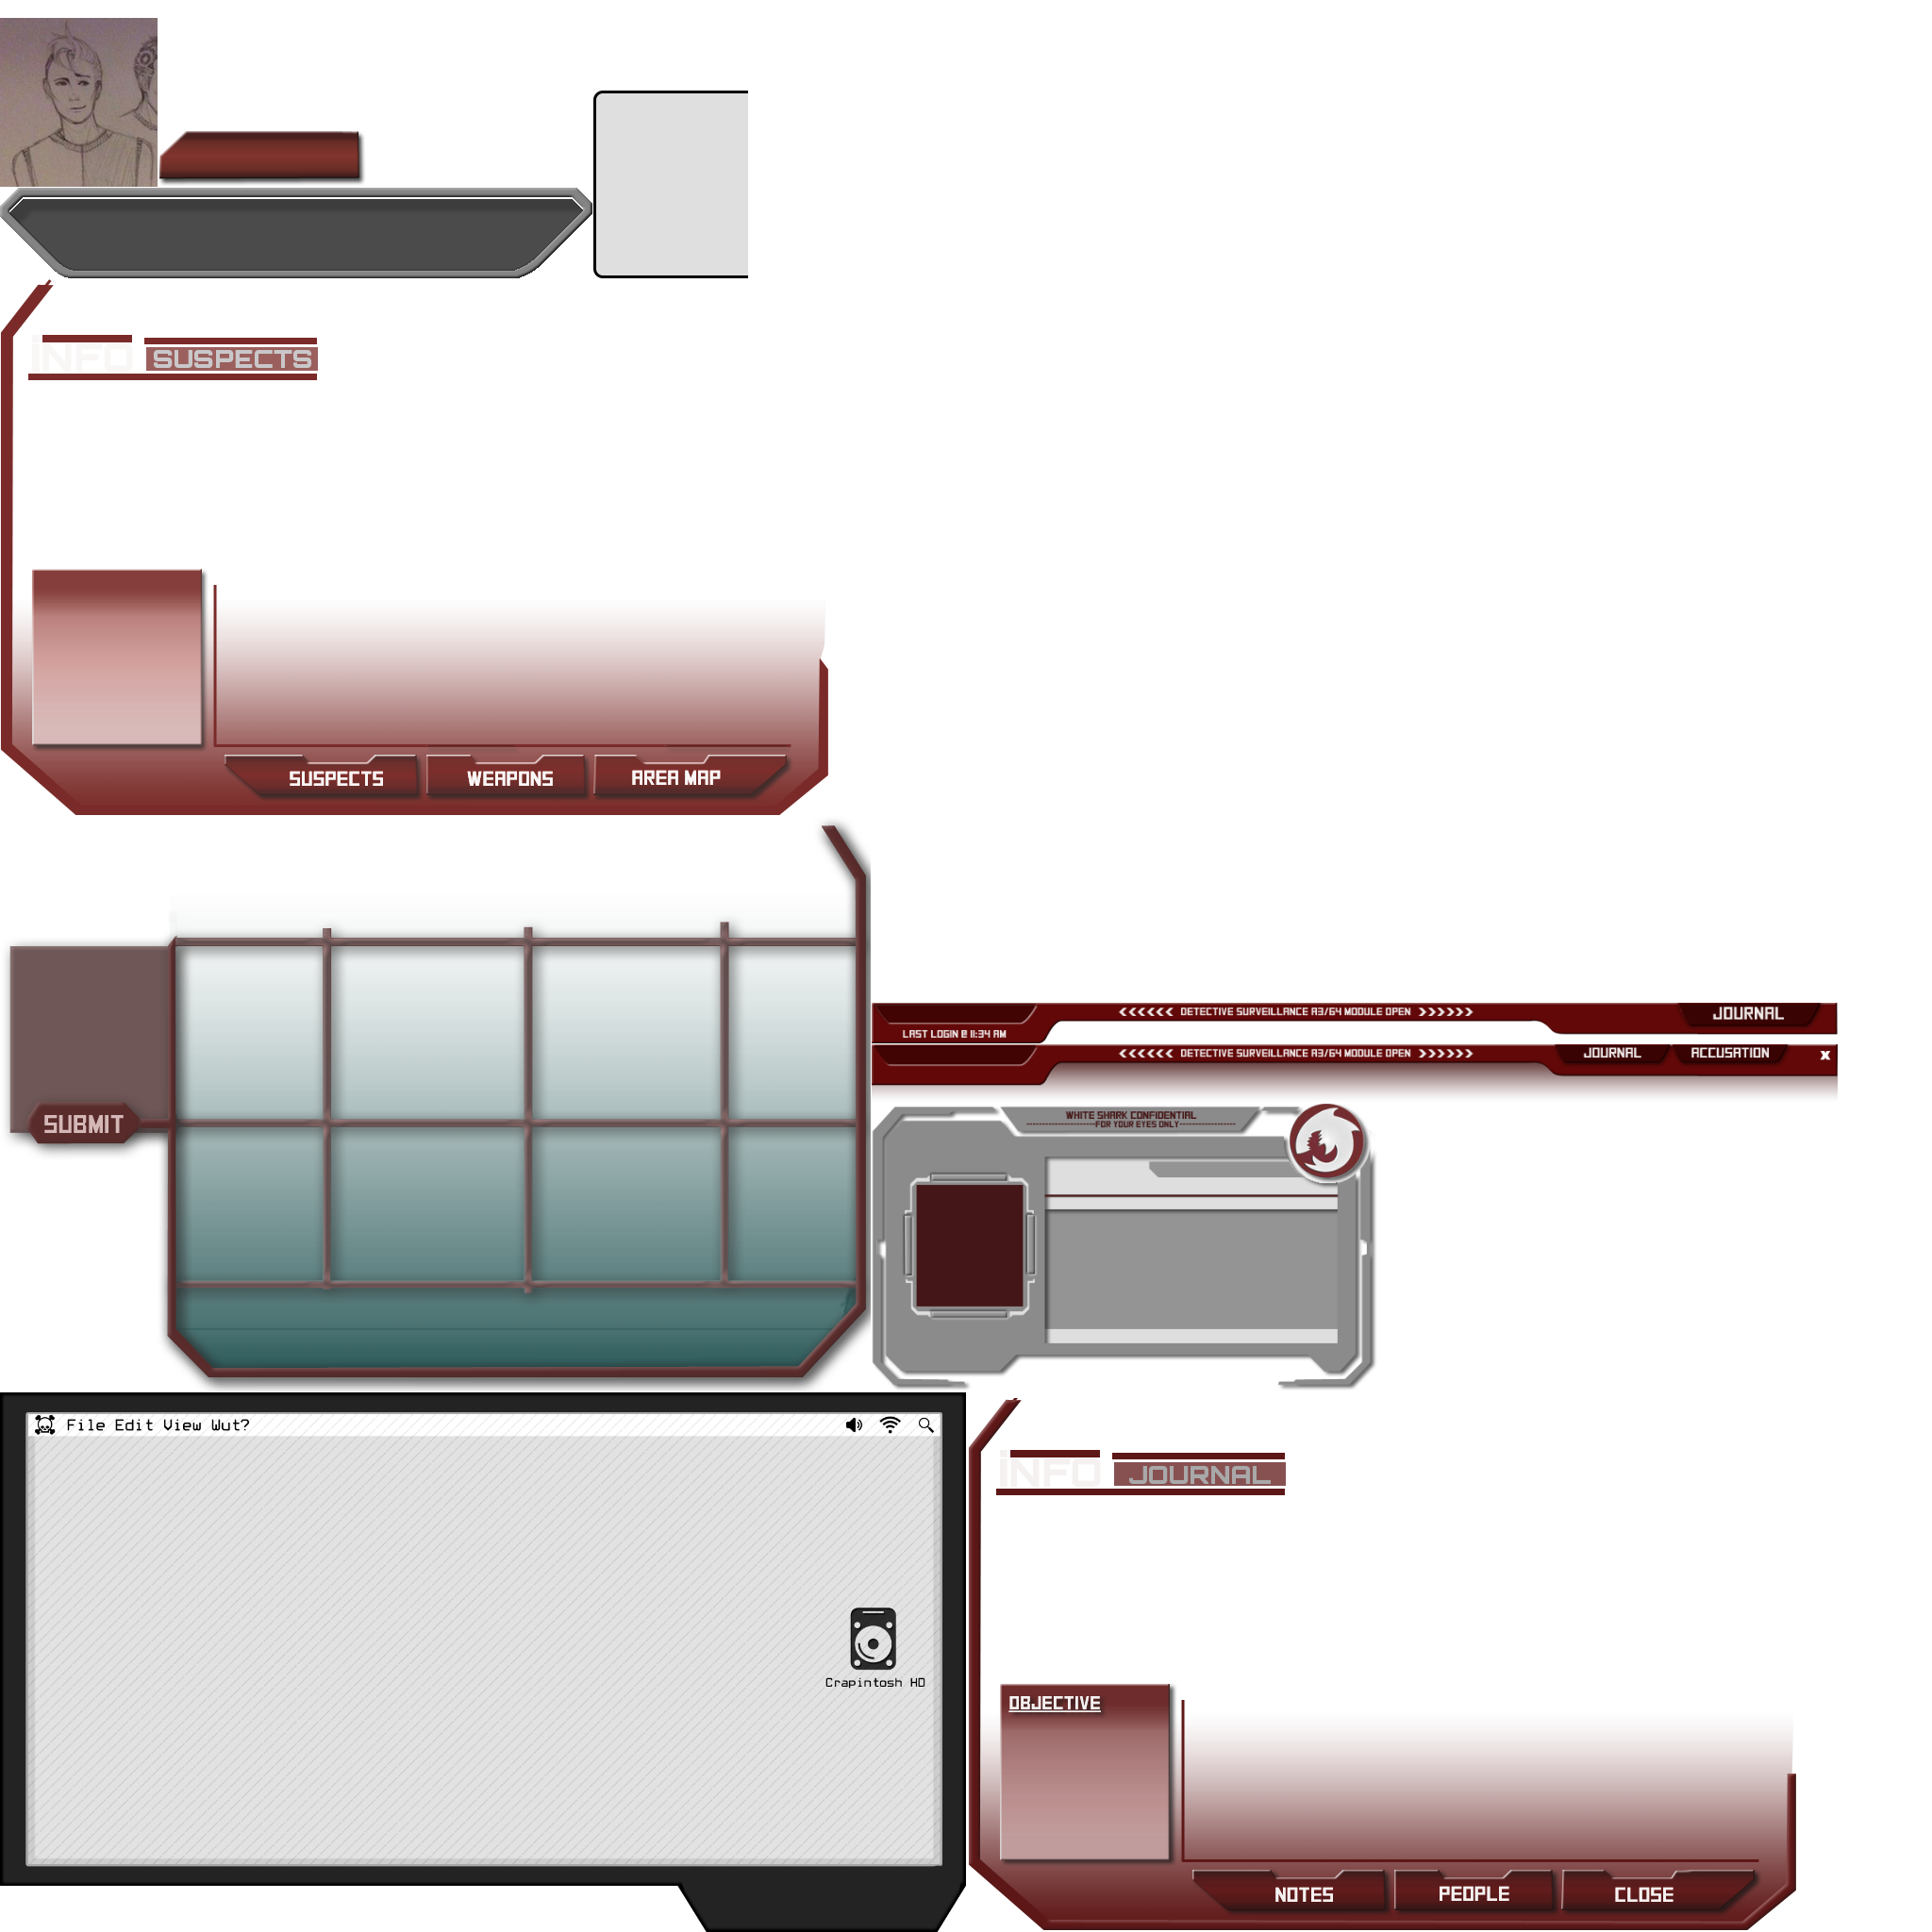 INFO SUSPECTS
SUSPECTS WEAPONS AREA MAP
SUBMIT
<<<<<< DETECTIVE SURVEILLANCE A3/64 MODULE OPEN >>>>>> JOURNAL
LAST LOGIN @ 11:34 AM
<<<<<< DETECTIVE SURVEILLANCE A3/64 MODULE OPEN >>>>>> JOURNAL ACCUSATION X
WHITE SHARK CONFIDENTIAL
FOR YOUR EYES ONLY
File Edit View Wut?
Crapintosh HD
INFO JOURNAL
OBJECTIVE
NOTES PEOPLE CLOSE